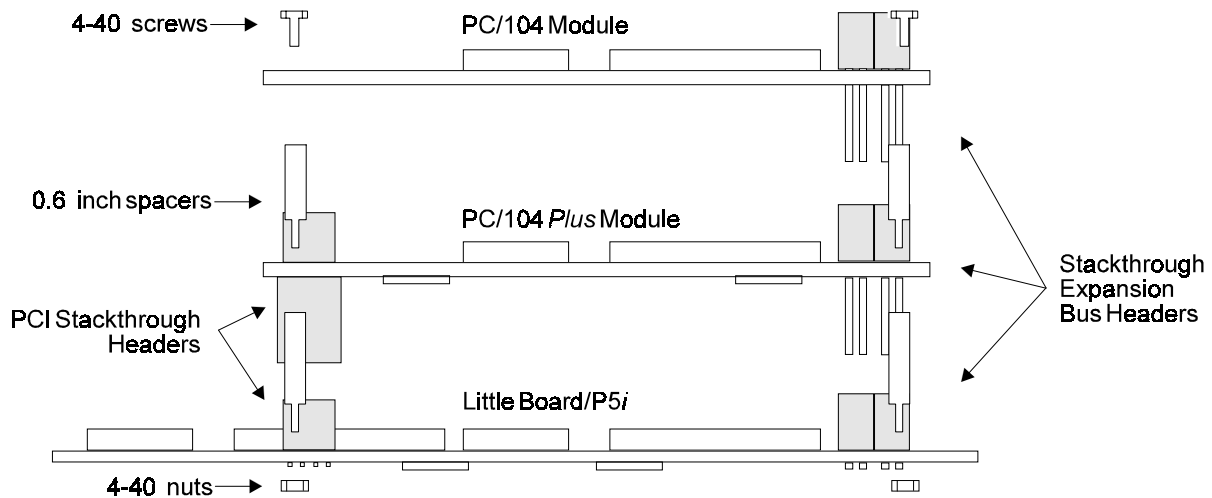 4-40 screws
PC/104 Module
0.6 inch spacers
PC/104 Plus Module
Stackthrough
Expansion
Bus Headers
PCI Stackthrough
Headers
Little Board/P5i
4-40 nuts